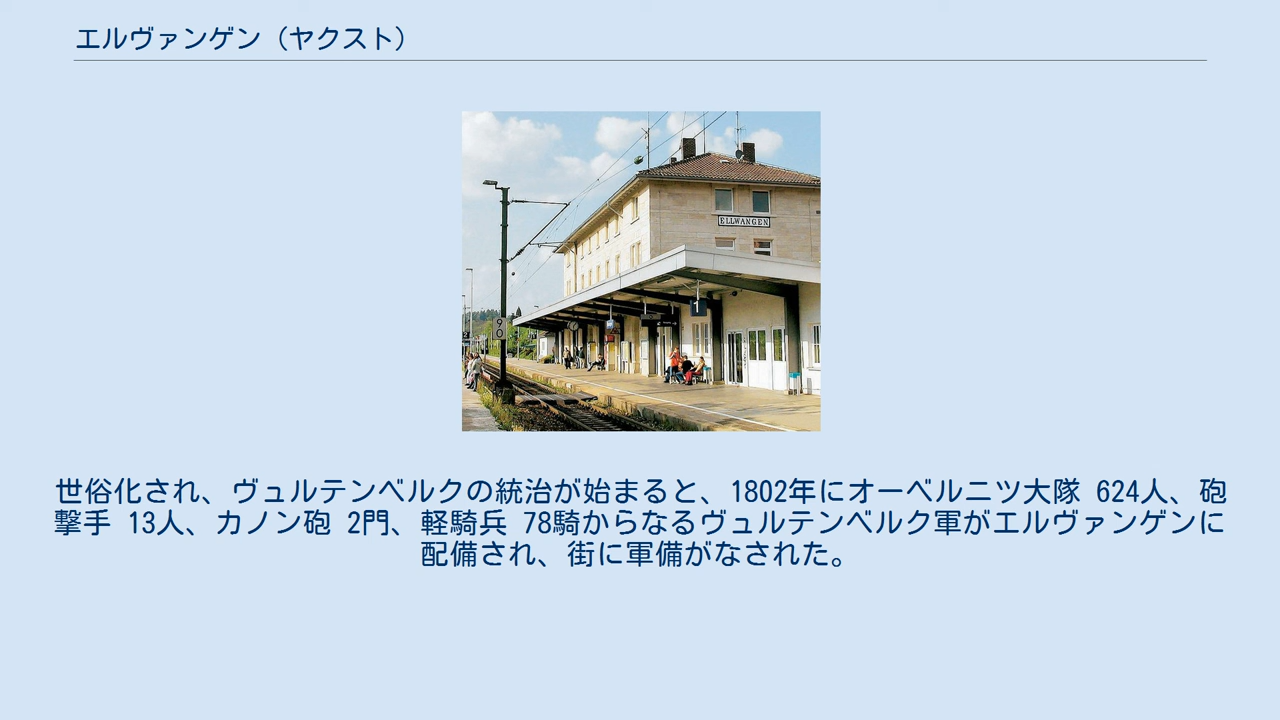 エルヴァンゲン（ヤクスト）
ELLWANGEN
1
90
世俗化され、ヴュルテンベルクの統治が始まると、1802年にオーベルニツ大隊 624人、砲
撃手 13人、カノン砲 2門、軽騎兵 78騎からなるヴュルテンベルク軍がエルヴァンゲンに
配備され、街に軍備がなされた。